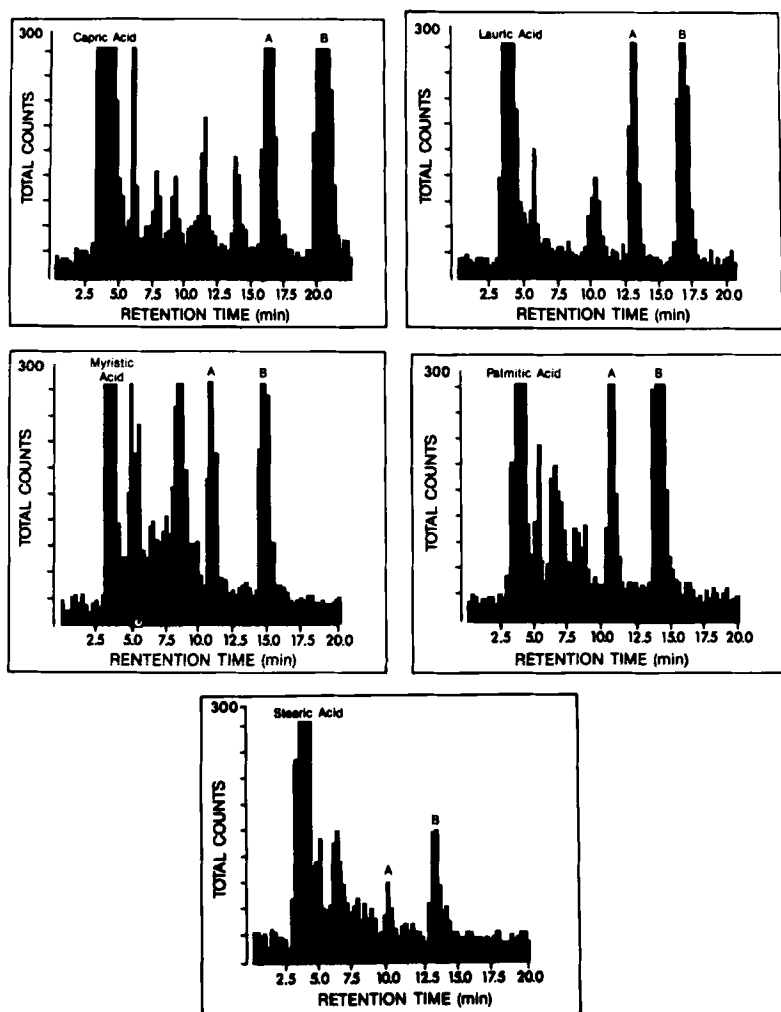 300
Capric Acid
A
B
TOTAL COUNTS
2.5 5.0 7.5 10.0 12.5 15.0 17.5 20.0
RETENTION TIME (min)
300
Lauric Acid
A
B
TOTAL COUNTS
2.5 5.0 7.5 10.0 12.5 15.0 17.5 20.0
RETENTION TIME (min)
300
Myristic
Acid
A
B
TOTAL COUNTS
2.5 5.0 7.5 10.0 12.5 15.0 17.5 20.0
RENTENTION TIME (min)
300
Palmitic Acid
A
B
TOTAL COUNTS
2.5 5.0 7.5 10.0 12.5 15.0 17.5 20.0
RETENTION TIME (min)
300
Stearic Acid
A
B
TOTAL COUNTS
2.5 5.0 7.5 10.0 12.5 15.0 17.5 20.0
RETENTION TIME (min)